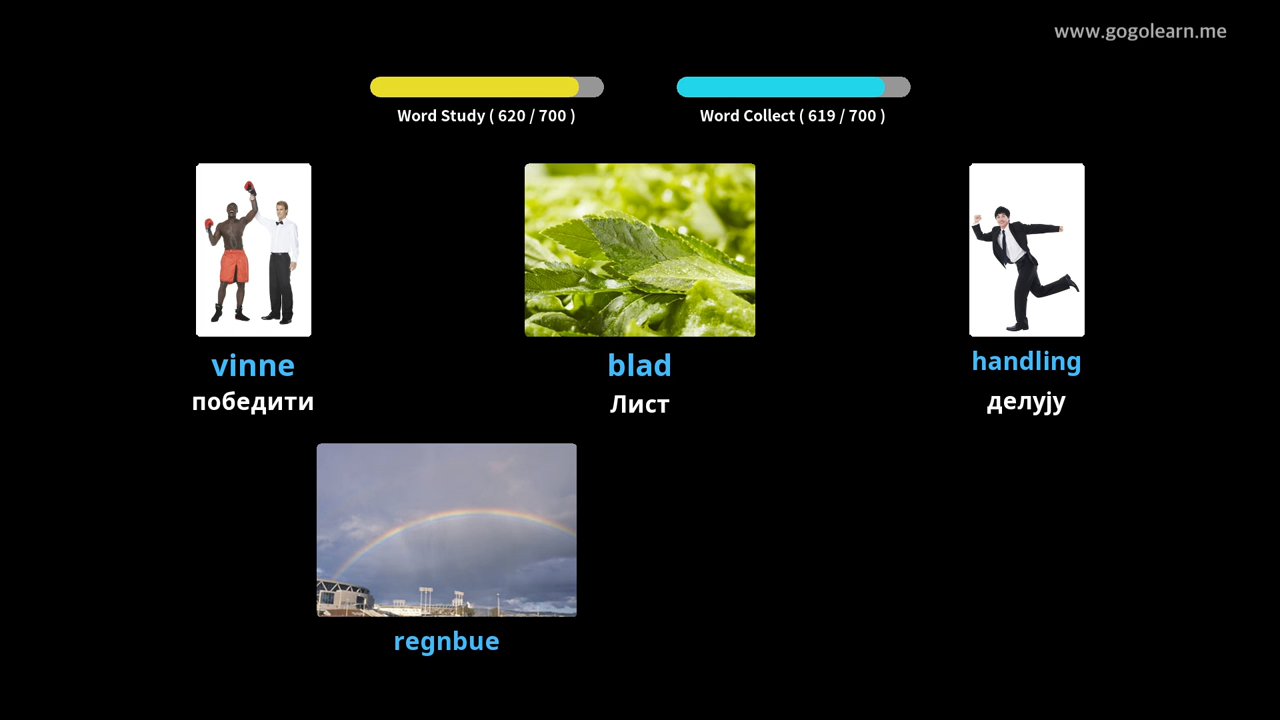 www.gogolearn.me
Word Study ( 620 / 700 )
Word Collect ( 619 / 700 )
vinne
победити
blad
Лист
handling
делују
regnbue